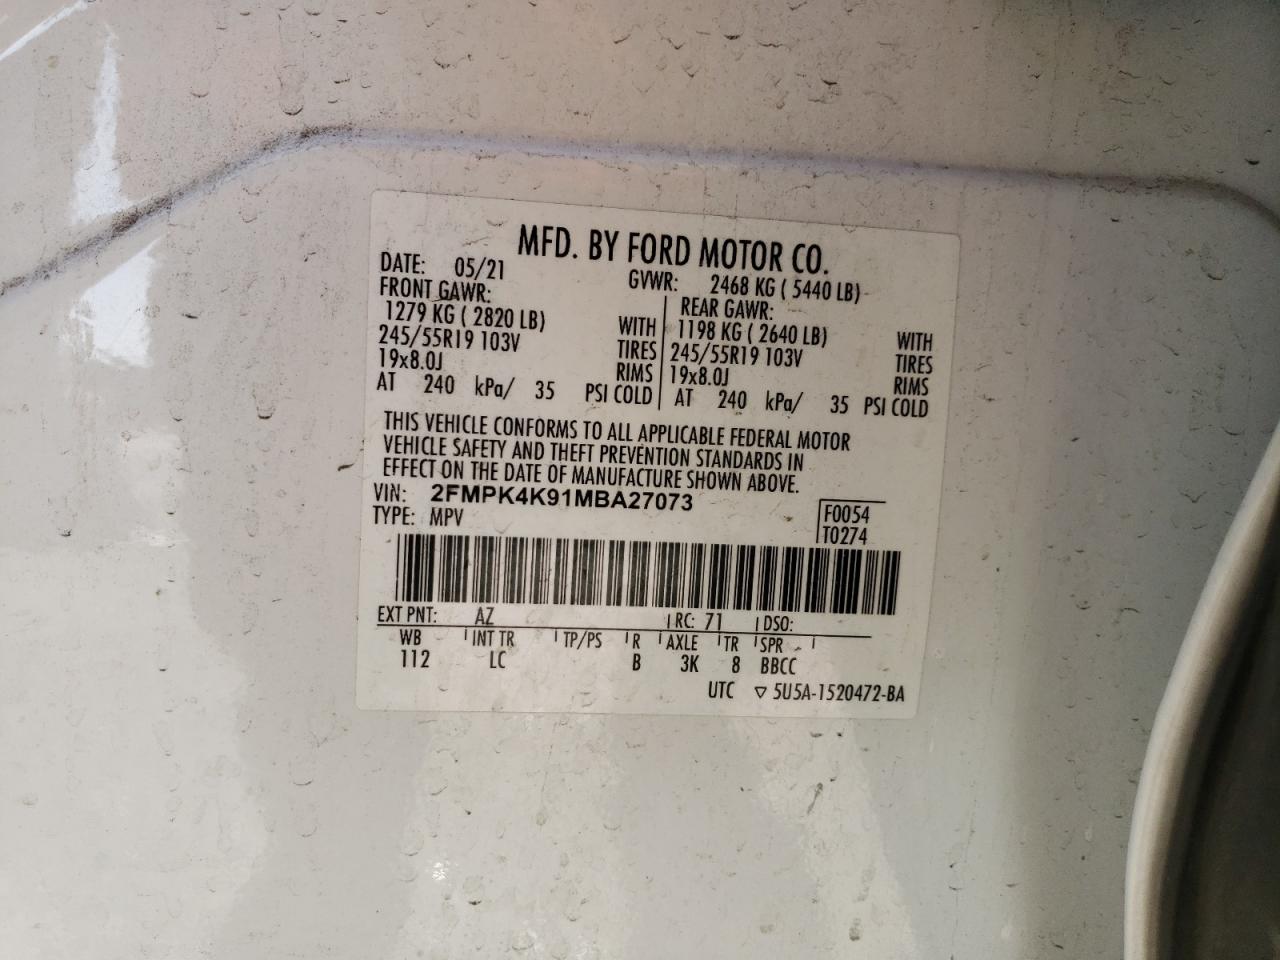 MFD. BY FORD MOTOR CO.
DATE: 05/21 GVWR: 2468 KG ( 5440 LB)
FRONT GAWR: REAR GAWR:
1279 KG ( 2820 LB) WITH 1198 KG ( 2640 LB) WITH
245/55R19 103V TIRES 245/55R19 103V TIRES
19x8.0J RIMS 19x8.0J RIMS
AT 240 kPa/ 35 PSI COLD AT 240 kPa/ 35 PSI COLD
THIS VEHICLE CONFORMS TO ALL APPLICABLE FEDERAL MOTOR
VEHICLE SAFETY AND THEFT PREVENTION STANDARDS IN
EFFECT ON THE DATE OF MANUFACTURE SHOWN ABOVE.
VIN: 2FMPK4K91MBA27073
TYPE: MPV
F0054
T0274
EXT PNT: AZ RC: 71 DSO:
WB INT TR TP/PS R AXLE TR SPR
112 LC B 3K 8 BBCC
UTC ▽ 5U5A-1520472-BA